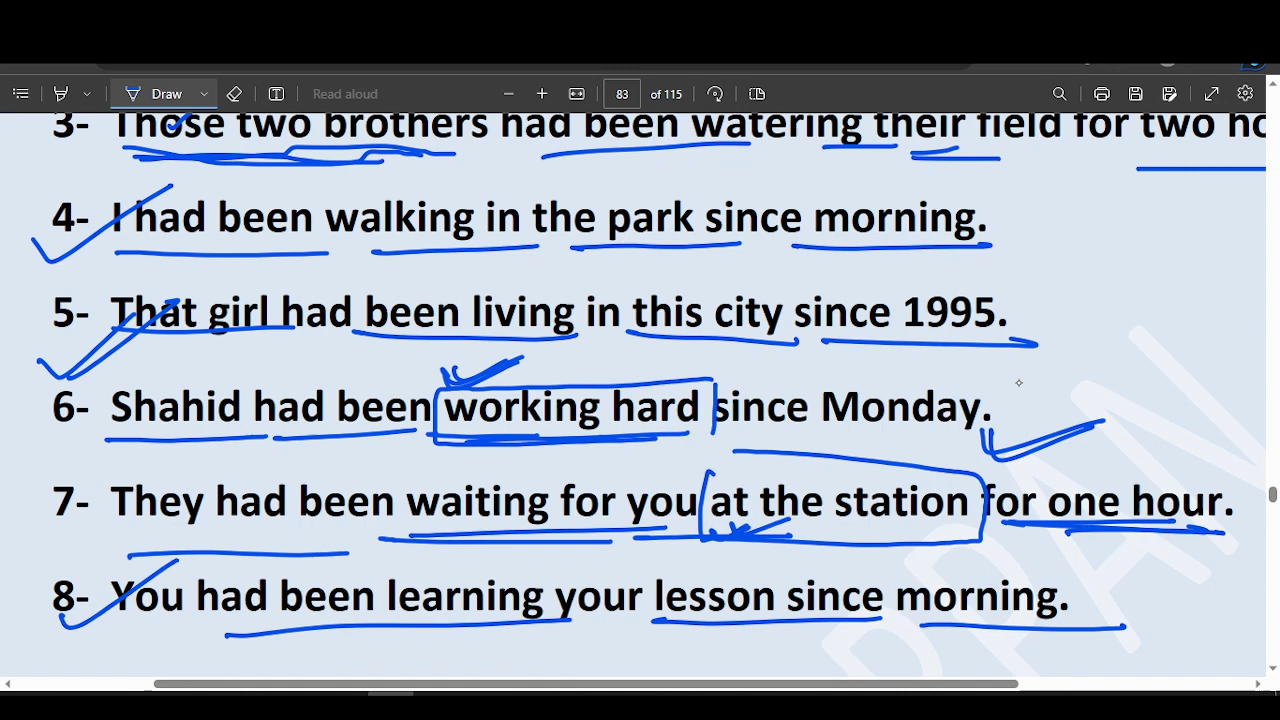 Draw
Read aloud
83 of 115
3- Those two brothers had been watering their field for two
4- I had been walking in the park since morning.
5- That girl had been living in this city since 1995.
6- Shahid had been working hard since Monday.
7- They had been waiting for you at the station for one hour.
8- You had been learning your lesson since morning.